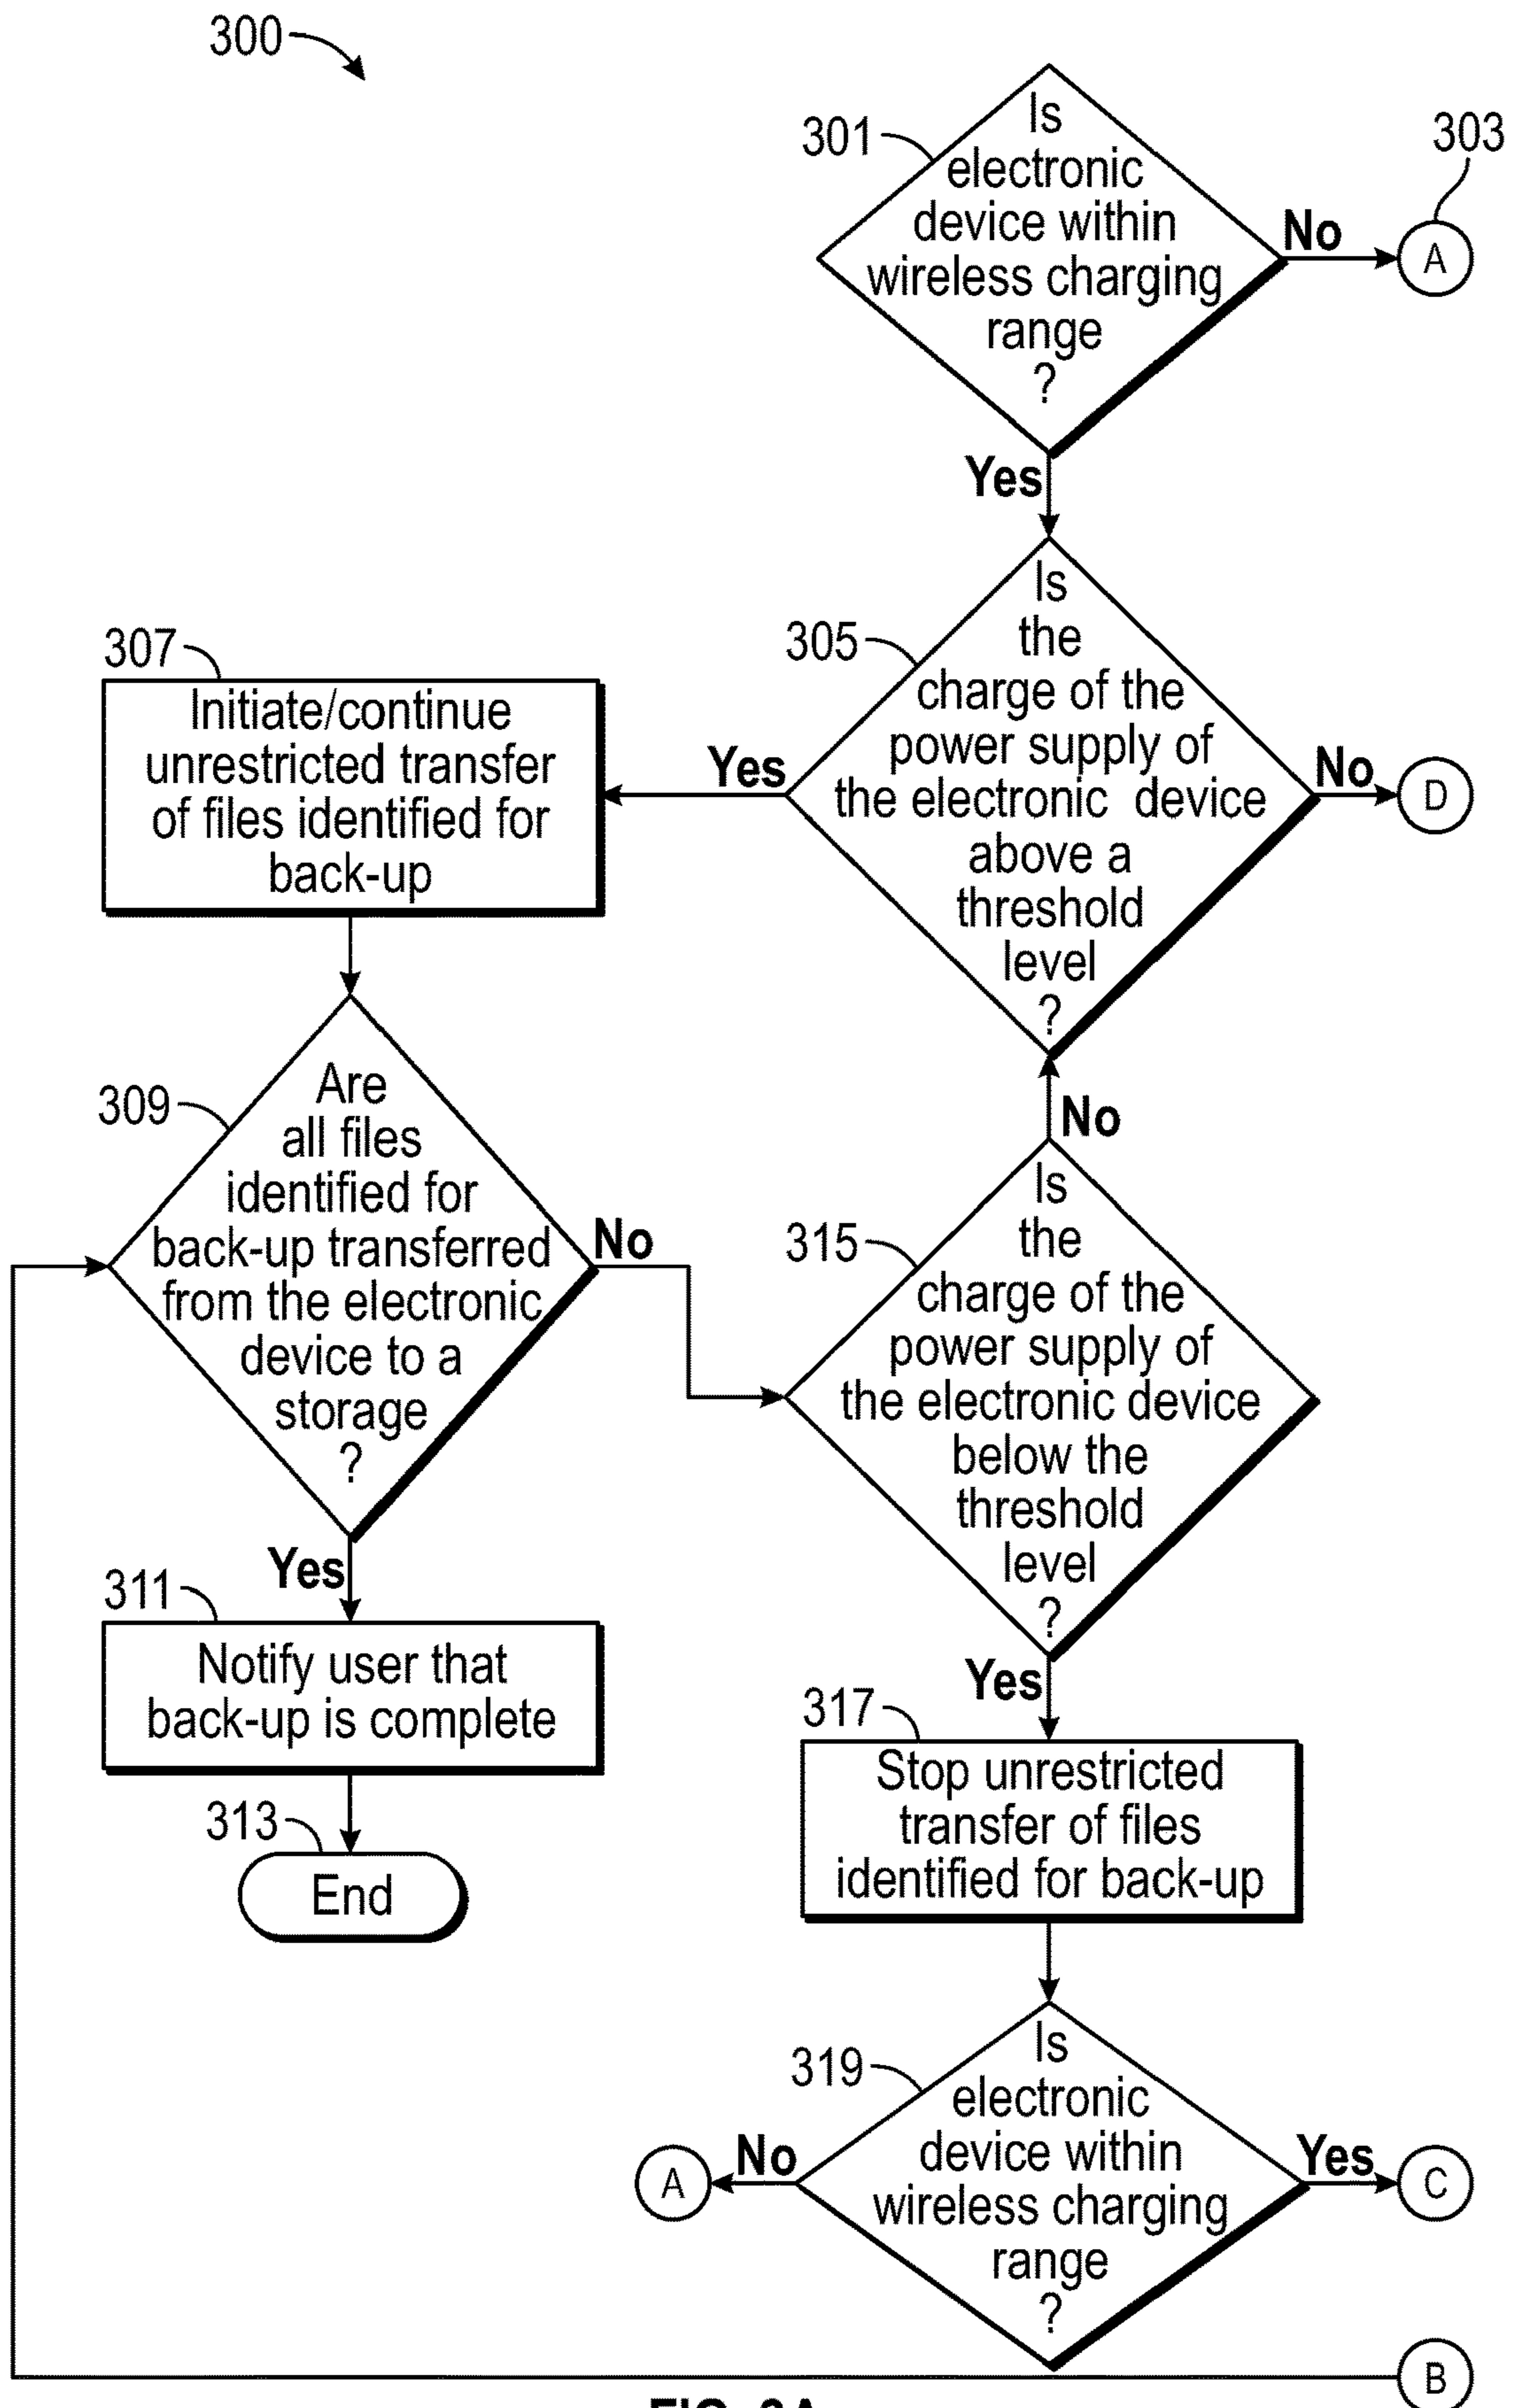 300
301
Is
electronic
device within
wireless charging
range
?
No
303
A
Yes
305
Is
the
charge of the
power supply of
the electronic device
above a
threshold
level
?
No
D
Yes
307
Initiate/continue
unrestricted transfer
of files identified for
back-up
309
Are
all files
identified for
back-up transferred
from the electronic
device to a
storage
?
No
Yes
311
Notify user that
back-up is complete
313
End
315
Is
the
charge of the
power supply of
the electronic device
below the
threshold
level
?
No
Yes
317
Stop unrestricted
transfer of files
identified for back-up
319
Is
electronic
device within
wireless charging
range
?
No
A
Yes
C
B
FIG. 3A